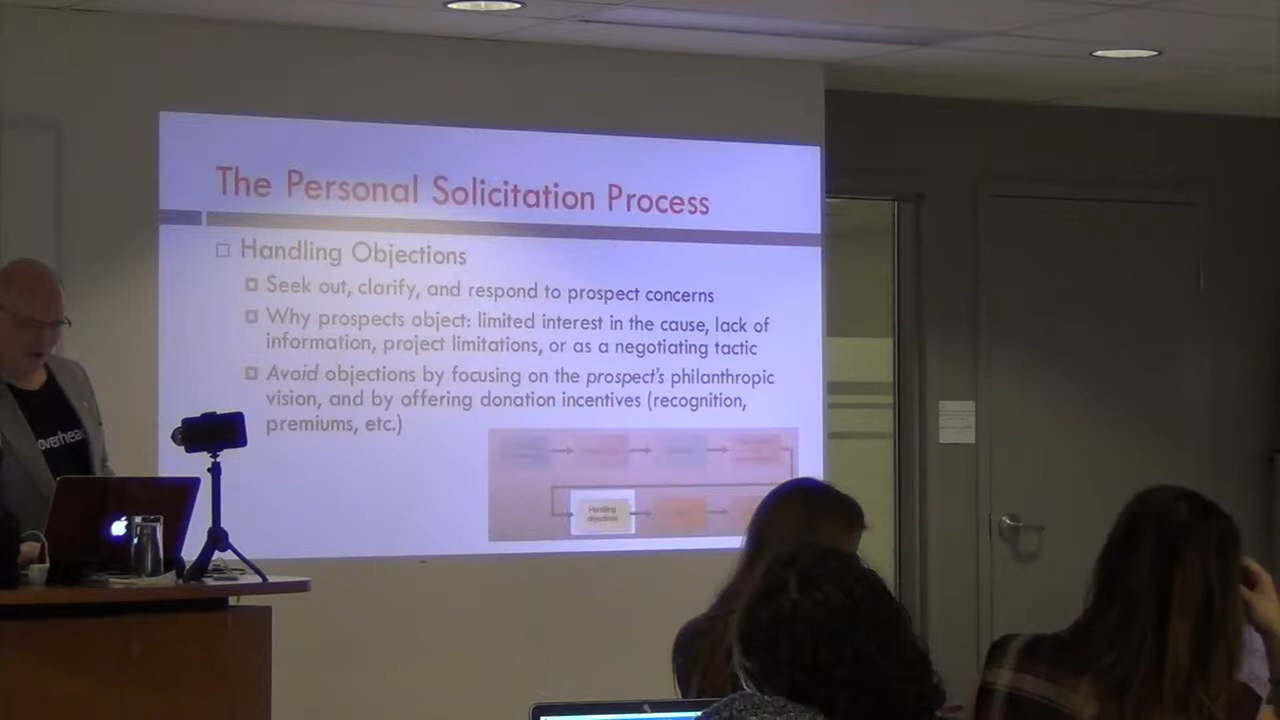 The Personal Solicitation Process
Handling Objections
Seek out, clarify, and respond to prospect concerns
Why prospects object: limited interest in the cause, lack of
information, project limitations, or as a negotiating tactic
Avoid objections by focusing on the prospect's philanthropic
vision, and by offering donation incentives (recognition,
premiums, etc.)
Handling
objections
overhea